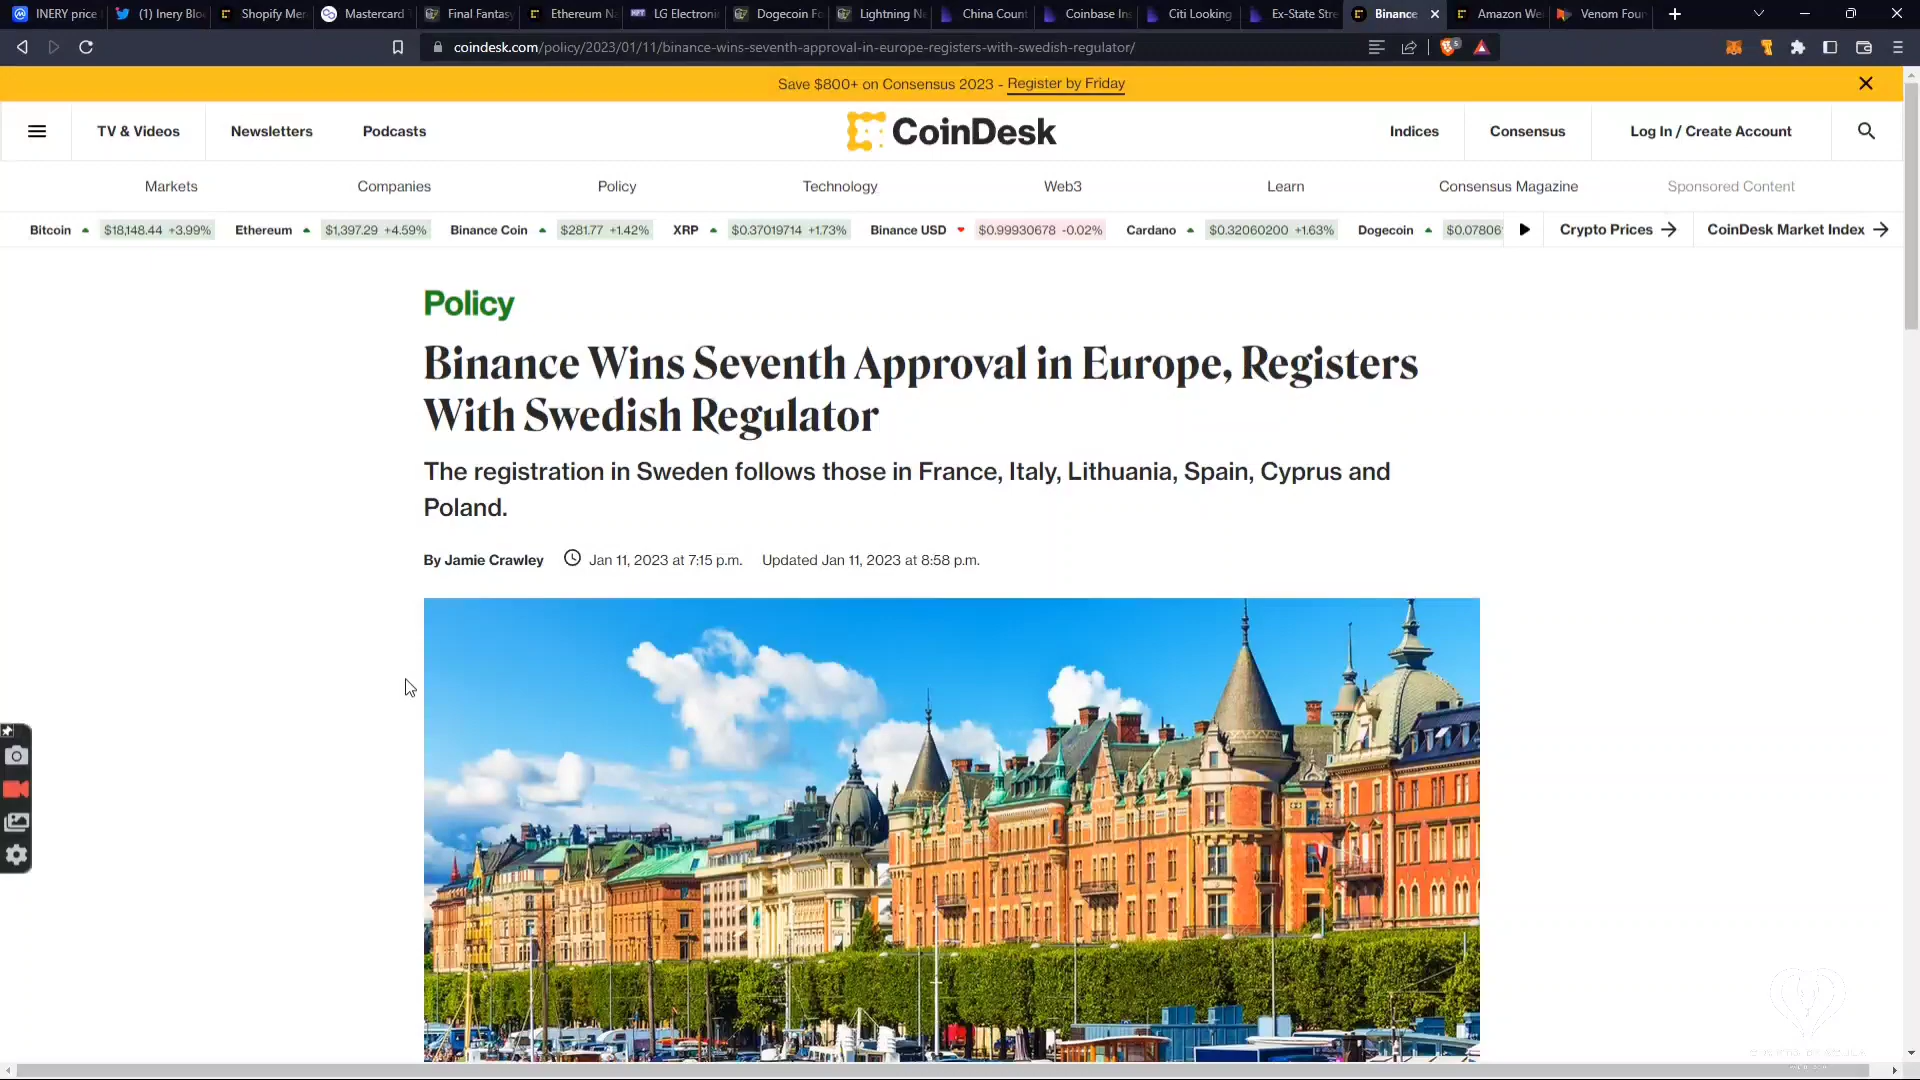 INERY price
(1) Inery Blo
Shopify Mer
Mastercard
Final Fantasy
Ethereum N
LG Electroni
Dogecoin Fo
Lightning N
China Count
Coinbase Ins
Citi Looking
Ex-State Stre
Binance
Amazon We
Venom Foun
coindesk.com/policy/2023/01/11/binance-wins-seventh-approval-in-europe-registers-with-swedish-regulator/
Save $800+ on Consensus 2023 - Register by Friday
TV & Videos
Newsletters
Podcasts
CoinDesk
Indices
Consensus
Log In / Create Account
Markets
Companies
Policy
Technology
Web3
Learn
Consensus Magazine
Sponsored Content
Bitcoin $18,148.44 +3.99%
Ethereum $1,397.29 +4.59%
Binance Coin $281.77 +1.42%
XRP $0.37019714 +1.73%
Binance USD $0.99930678 -0.02%
Cardano $0.32060200 +1.63%
Dogecoin $0.07806
Crypto Prices
CoinDesk Market Index
Policy
Binance Wins Seventh Approval in Europe, Registers
With Swedish Regulator
The registration in Sweden follows those in France, Italy, Lithuania, Spain, Cyprus and
Poland.
By Jamie Crawley Jan 11, 2023 at 7:15 p.m. Updated Jan 11, 2023 at 8:58 p.m.